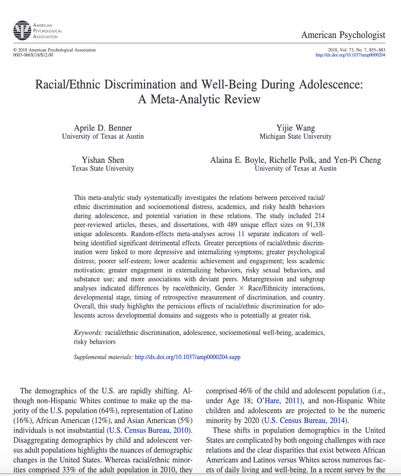 AMERICAN
PSYCHOLOGICAL
ASSOCIATION
American Psychologist
© 2018 American Psychological Association
0003-066X/18/$12.00
2018, Vol. 73, No. 7, 855–883
http://dx.doi.org/10.1037/amp0000204
Racial/Ethnic Discrimination and Well-Being During Adolescence:
A Meta-Analytic Review
Aprile D. Benner
University of Texas at Austin
Yijie Wang
Michigan State University
Yishan Shen
Texas State University
Alaina E. Boyle, Richelle Polk, and Yen-Pi Cheng
University of Texas at Austin
This meta-analytic study systematically investigates the relations between perceived racial/
ethnic discrimination and socioemotional distress, academics, and risky health behaviors
during adolescence, and potential variation in these relations. The study included 214
peer-reviewed articles, theses, and dissertations, with 489 unique effect sizes on 91,338
unique adolescents. Random-effects meta-analyses across 11 separate indicators of well-
being identified significant detrimental effects. Greater perceptions of racial/ethnic discrim-
ination were linked to more depressive and internalizing symptoms; greater psychological
distress; poorer self-esteem; lower academic achievement and engagement; less academic
motivation; greater engagement in externalizing behaviors, risky sexual behaviors, and
substance use; and more associations with deviant peers. Metaregression and subgroup
analyses indicated differences by race/ethnicity, Gender × Race/Ethnicity interactions,
developmental stage, timing of retrospective measurement of discrimination, and country.
Overall, this study highlights the pernicious effects of racial/ethnic discrimination for ado-
lescents across developmental domains and suggests who is potentially at greater risk.
Keywords: racial/ethnic discrimination, adolescence, socioemotional well-being, academics,
risky behaviors
Supplemental materials: http://dx.doi.org/10.1037/amp0000204.supp
The demographics of the U.S. are rapidly shifting. Al-
though non-Hispanic Whites continue to make up the ma-
jority of the U.S. population (64%), representation of Latino
(16%), African American (12%), and Asian American (5%)
individuals is not insubstantial (U.S. Census Bureau, 2010).
Disaggregating demographics by child and adolescent ver-
sus adult populations highlights the nuances of demographic
changes in the United States. Whereas racial/ethnic minor-
ities comprised 33% of the adult population in 2010, they
comprised 46% of the child and adolescent population (i.e.,
under Age 18; O'Hare, 2011), and non-Hispanic White
children and adolescents are projected to be the numeric
minority by 2020 (U.S. Census Bureau, 2014).
These shifts in population demographics in the United
States are complicated by both ongoing challenges with race
relations and the clear disparities that exist between African
Americans and Latinos versus Whites across numerous fac-
ets of daily living and well-being. In a recent survey by the